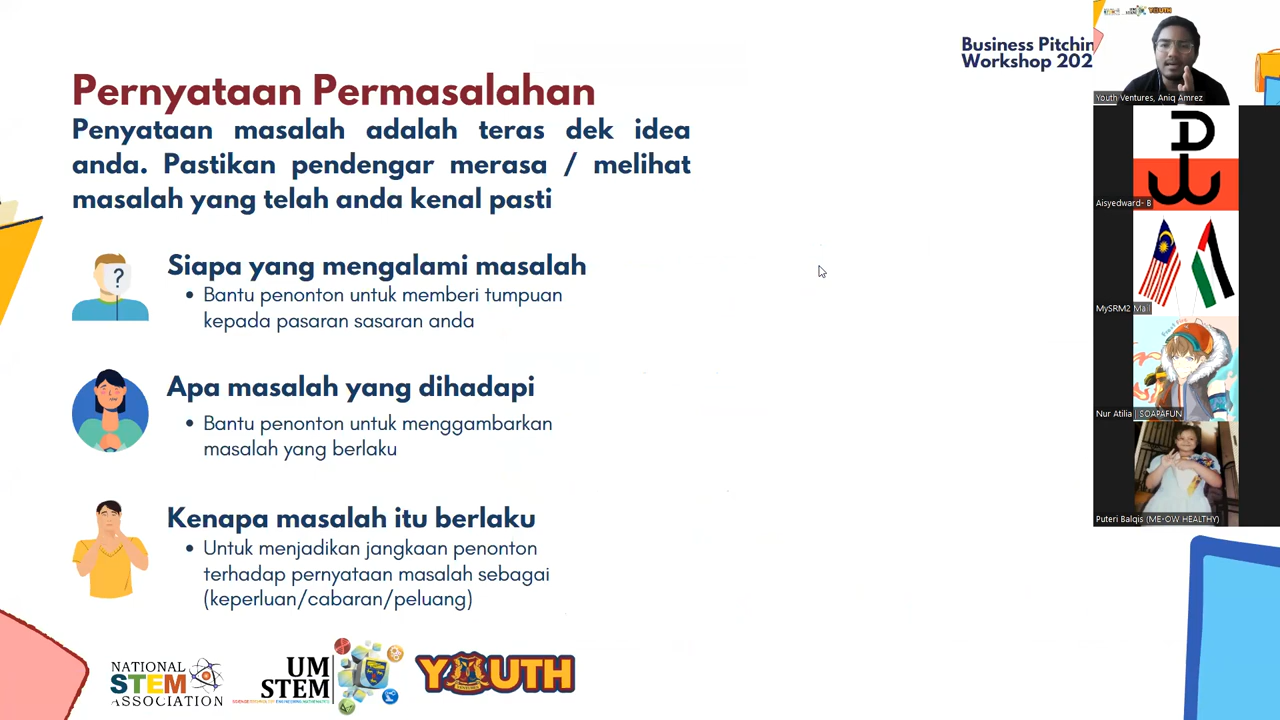 Business Pitchin
Workshop 202
Pernyataan Permasalahan
Penyataan masalah adalah teras dek idea
anda. Pastikan pendengar merasa / melihat
masalah yang telah anda kenal pasti
Siapa yang mengalami masalah
• Bantu penonton untuk memberi tumpuan
kepada pasaran sasaran anda
Apa masalah yang dihadapi
• Bantu penonton untuk menggambarkan
masalah yang berlaku
Kenapa masalah itu berlaku
• Untuk menjadikan jangkaan penonton
terhadap pernyataan masalah sebagai
(keperluan/cabaran/peluang)
NATIONAL
STEM
ASSOCIATION
UM
STEM
YOUTH
YOUTH
Youth Ventures, Aniq Amrez
Aisyedward- B
MySRM2 Mail
Nur Atilia | SOAPAFUN
Puteri Balqis (ME-OW HEALTHY)